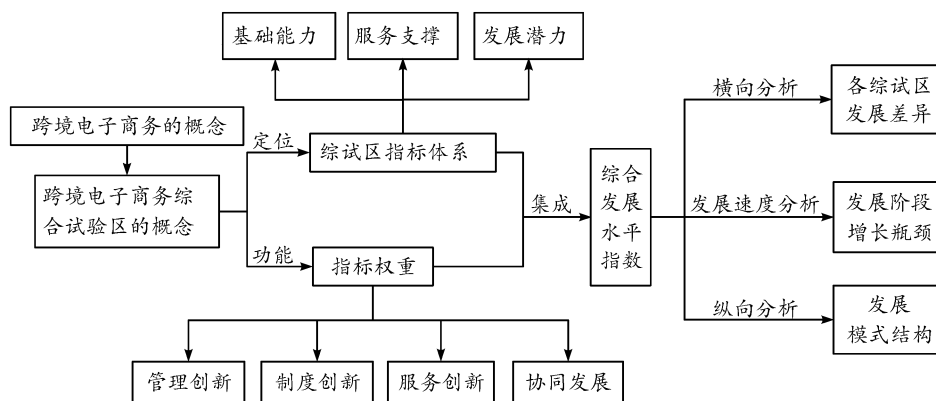 基础能力
服务支撑
发展潜力
跨境电子商务的概念
跨境电子商务综
合试验区的概念
定位
功能
综试区指标体系
指标权重
管理创新
制度创新
服务创新
协同发展
集成
综合
发展
水平
指数
横向分析
发展速度分析
纵向分析
各综试区
发展差异
发展阶段
增长瓶颈
发展
模式结构